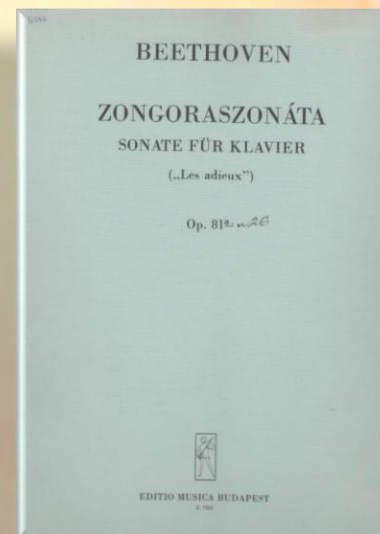 BEETHOVEN
ZONGORASZONÁTA
SONATE FÜR KLAVIER
(„Les adieux”)
Op. 81a
EDITIO MUSICA BUDAPEST